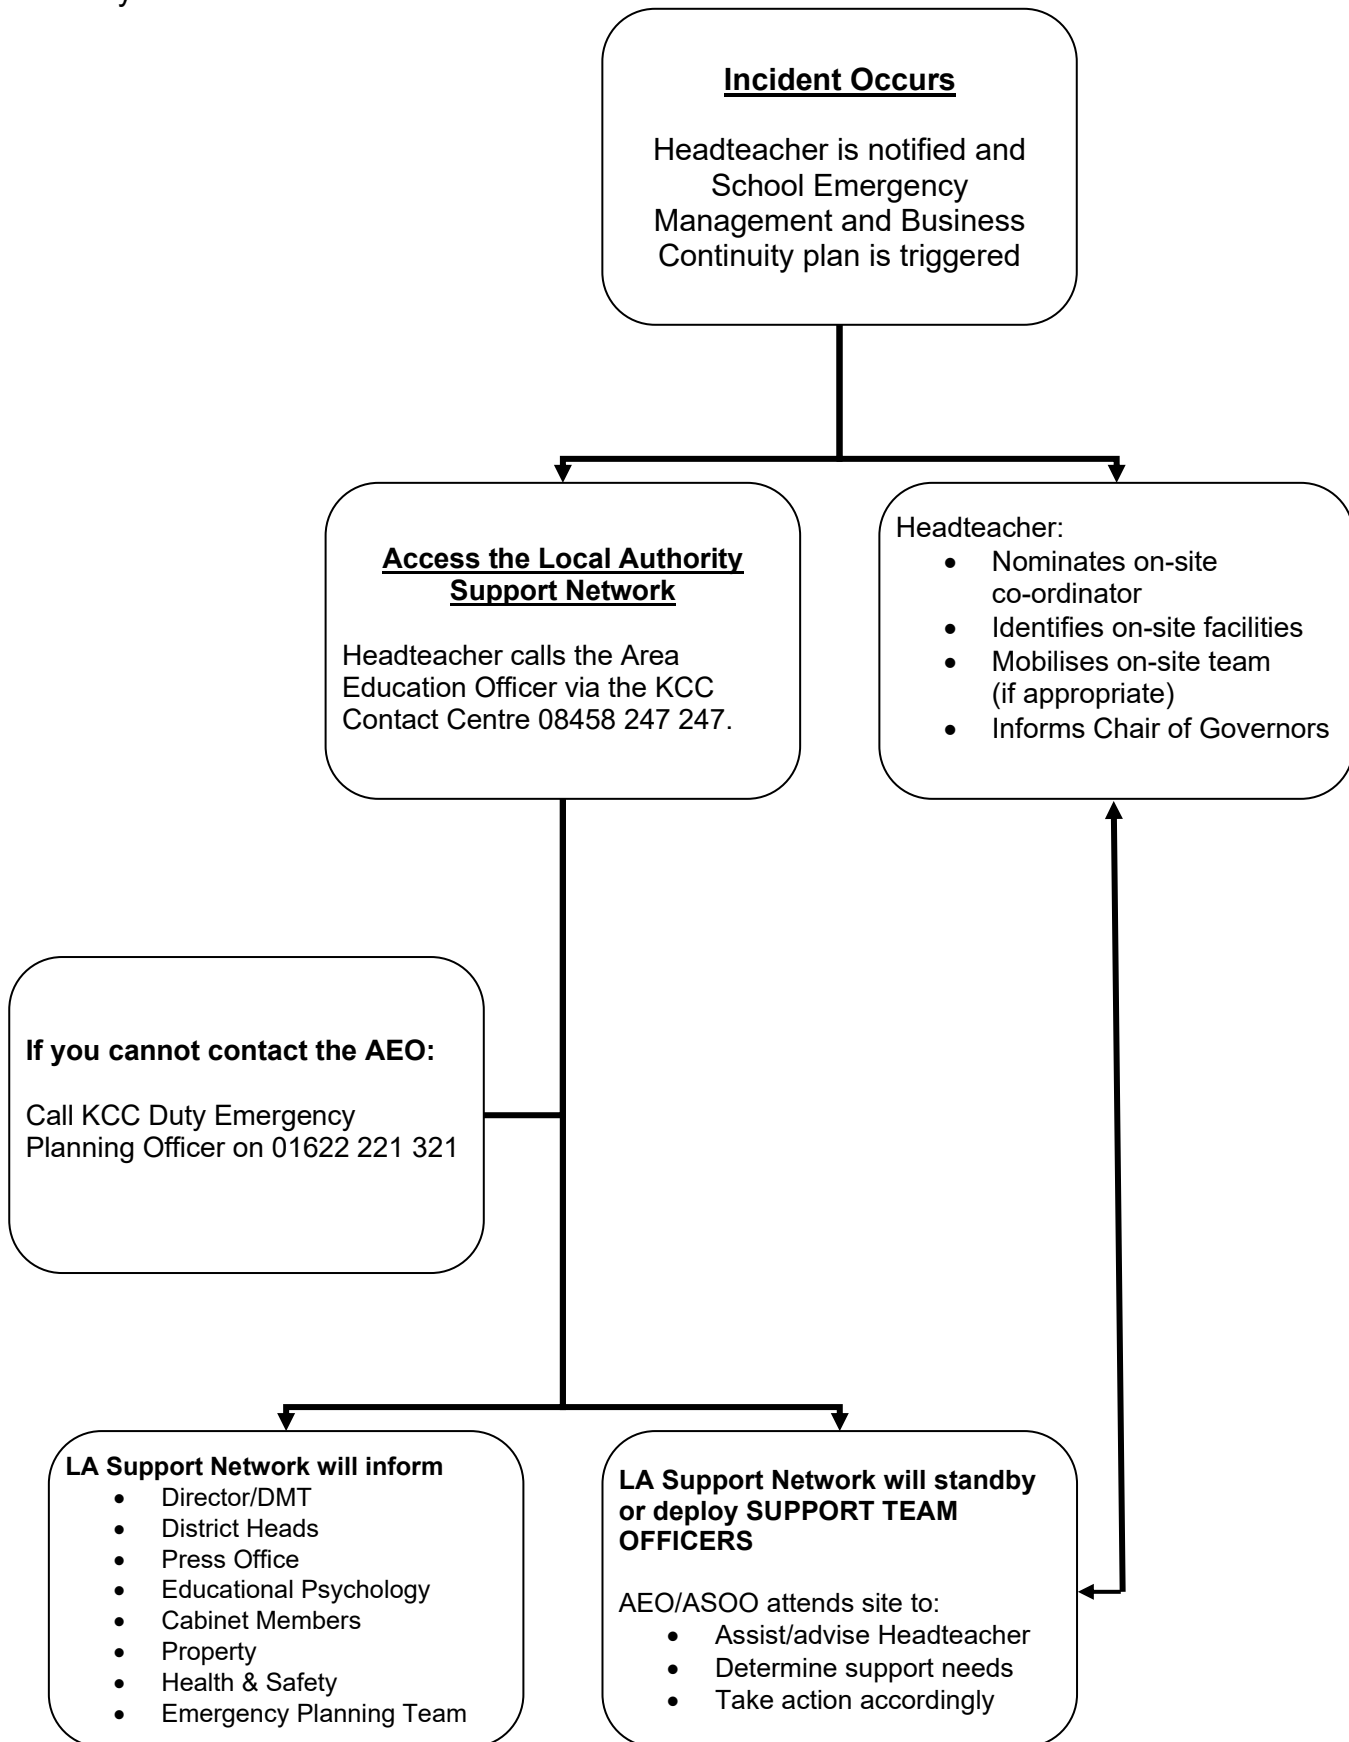 Incident Occurs
Headteacher is notified and
School Emergency
Management and Business
Continuity plan is triggered
Access the Local Authority
Support Network
Headteacher calls the Area
Education Officer via the KCC
Contact Centre 08458 247 247.
Headteacher:
• Nominates on-site
co-ordinator
• Identifies on-site facilities
• Mobilises on-site team
(if appropriate)
• Informs Chair of Governors
If you cannot contact the AEO:
Call KCC Duty Emergency
Planning Officer on 01622 221 321
LA Support Network will inform
• Director/DMT
• District Heads
• Press Office
• Educational Psychology
• Cabinet Members
• Property
• Health & Safety
• Emergency Planning Team
LA Support Network will standby
or deploy SUPPORT TEAM
OFFICERS
AEO/ASOO attends site to:
• Assist/advise Headteacher
• Determine support needs
• Take action accordingly